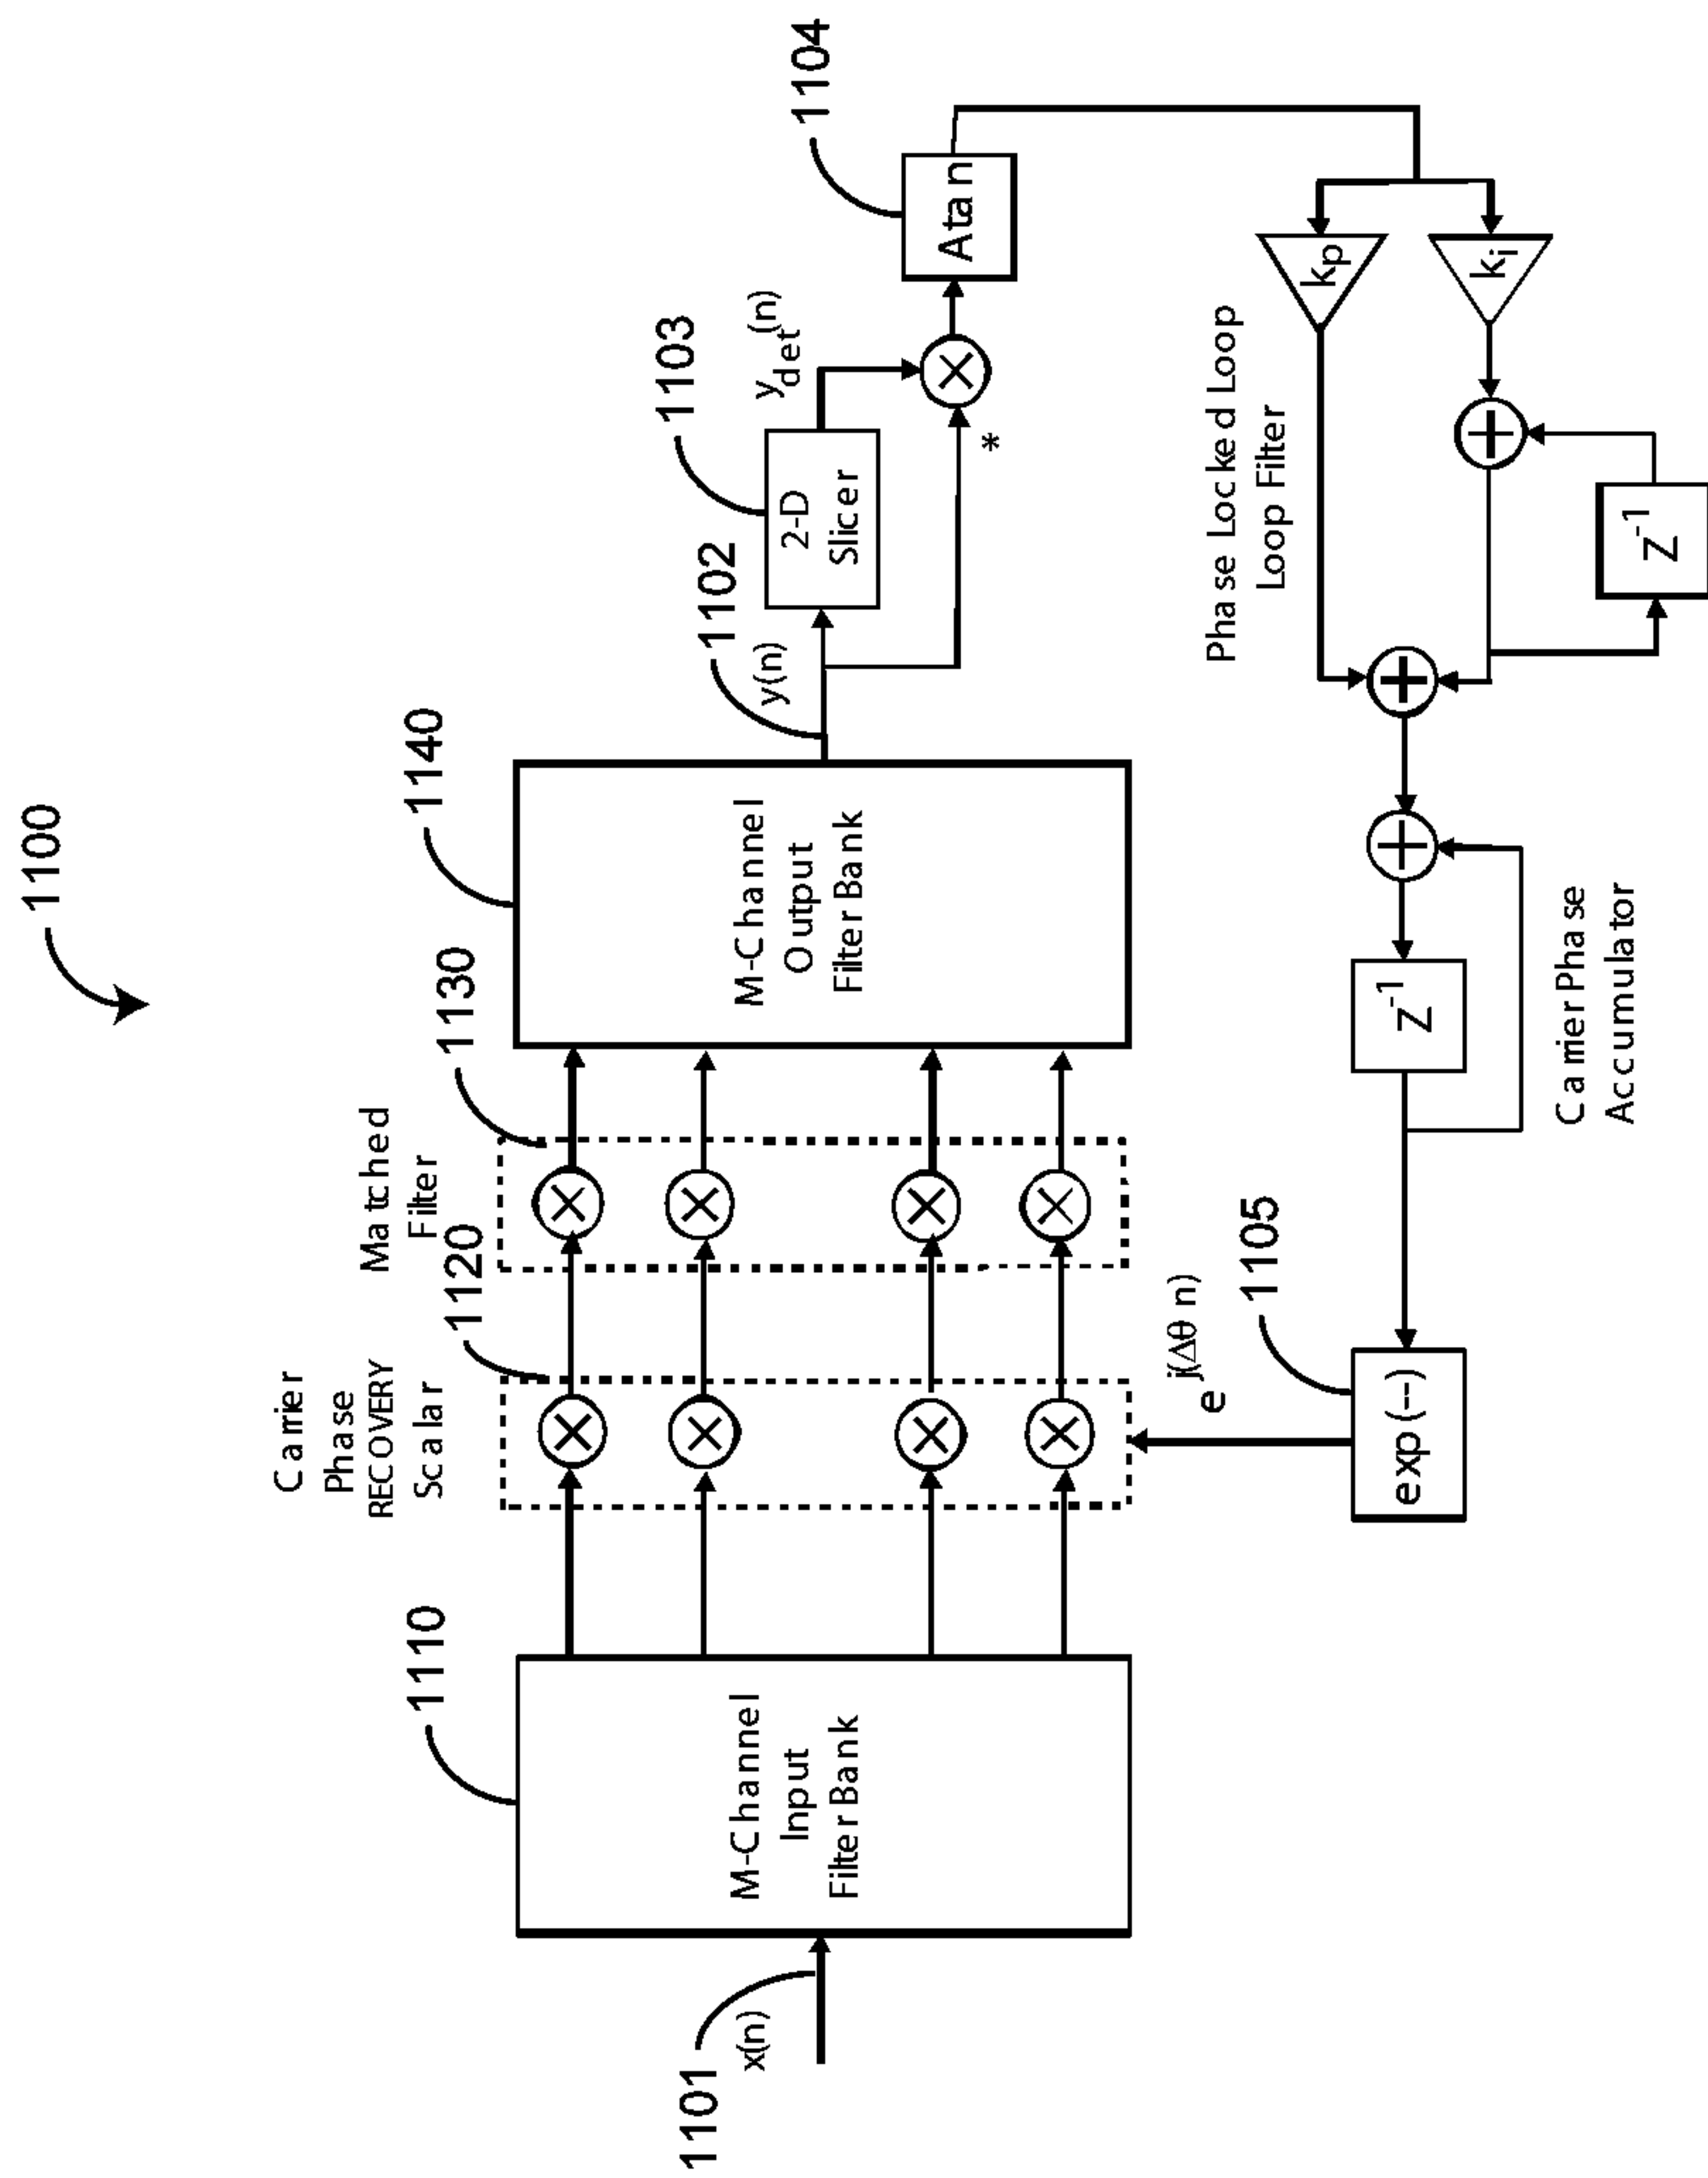 1100
1110
1140
1130
Matched
Filter
1120
Carrier
Phase
RECOVERY
Scalar
1101
x(n)
M-Channel
Input
Filter Bank
M-Channel
Output
Filter Bank
1102
y(n)
1103
2-D
Slicer
y_det(n)
*
1104
Atan
e^j(Δθ n)
1105
exp(--)
Z^-1
Carrier Phase
Accumulator
Phase Locked Loop
Loop Filter
kp
ki
Z^-1